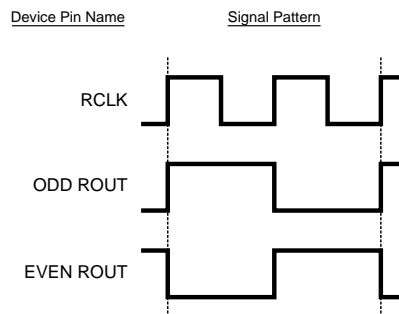 Device Pin Name Signal Pattern
RCLK
ODD ROUT
EVEN ROUT